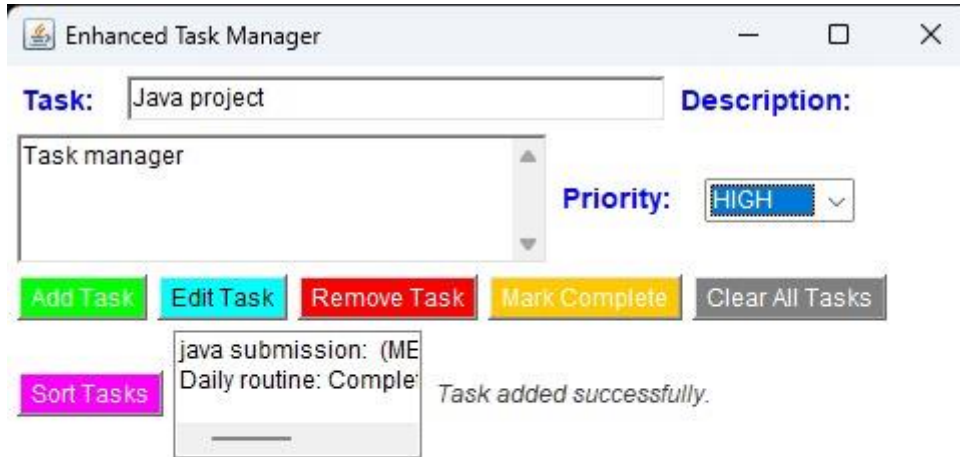 Enhanced Task Manager
Task: Java project Description:
Task manager
Priority: HIGH
Add Task Edit Task Remove Task Mark Complete Clear All Tasks
java submission: (ME
Daily routine: Complet
Sort Tasks Task added successfully.